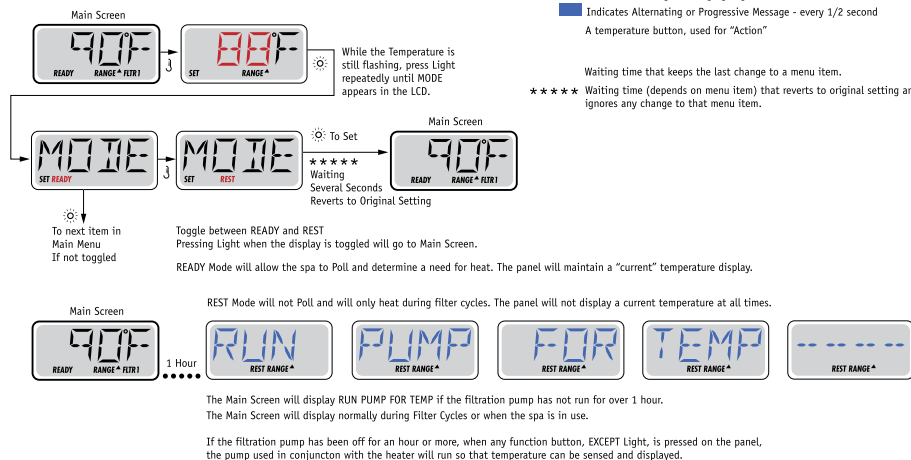 Main Screen
Indicates Alternating or Progressive Message - every 1/2 second
A temperature button, used for “Action”
90°F
READY RANGE FLTR1
88°F
SET RANGE
While the Temperature is
still flashing, press Light
repeatedly until MODE
appears in the LCD.
Waiting time that keeps the last change to a menu item.
***** Waiting time (depends on menu item) that reverts to original setting an
ignores any change to that menu item.
Main Screen
MODE
SET READY
MODE
SET REST
To Set
*****
Waiting
Several Seconds
Reverts to Original Setting
90°F
READY RANGE FLTR1
To next item in
Main Menu
If not toggled
Toggle between READY and REST
Pressing Light when the display is toggled will go to Main Screen.
READY Mode will allow the spa to Poll and determine a need for heat. The panel will maintain a “current” temperature display.
REST Mode will not Poll and will only heat during filter cycles. The panel will not display a current temperature at all times.
Main Screen
90°F
READY RANGE FLTR1
1 Hour
RUN
REST RANGE
PUMP
REST RANGE
FOR
REST RANGE
TEMP
REST RANGE
-- -- -- --
REST RANGE
The Main Screen will display RUN PUMP FOR TEMP if the filtration pump has not run for over 1 hour.
The Main Screen will display normally during Filter Cycles or when the spa is in use.
If the filtration pump has been off for an hour or more, when any function button, EXCEPT Light, is pressed on the panel,
the pump used in conjuncton with the heater will run so that temperature can be sensed and displayed.